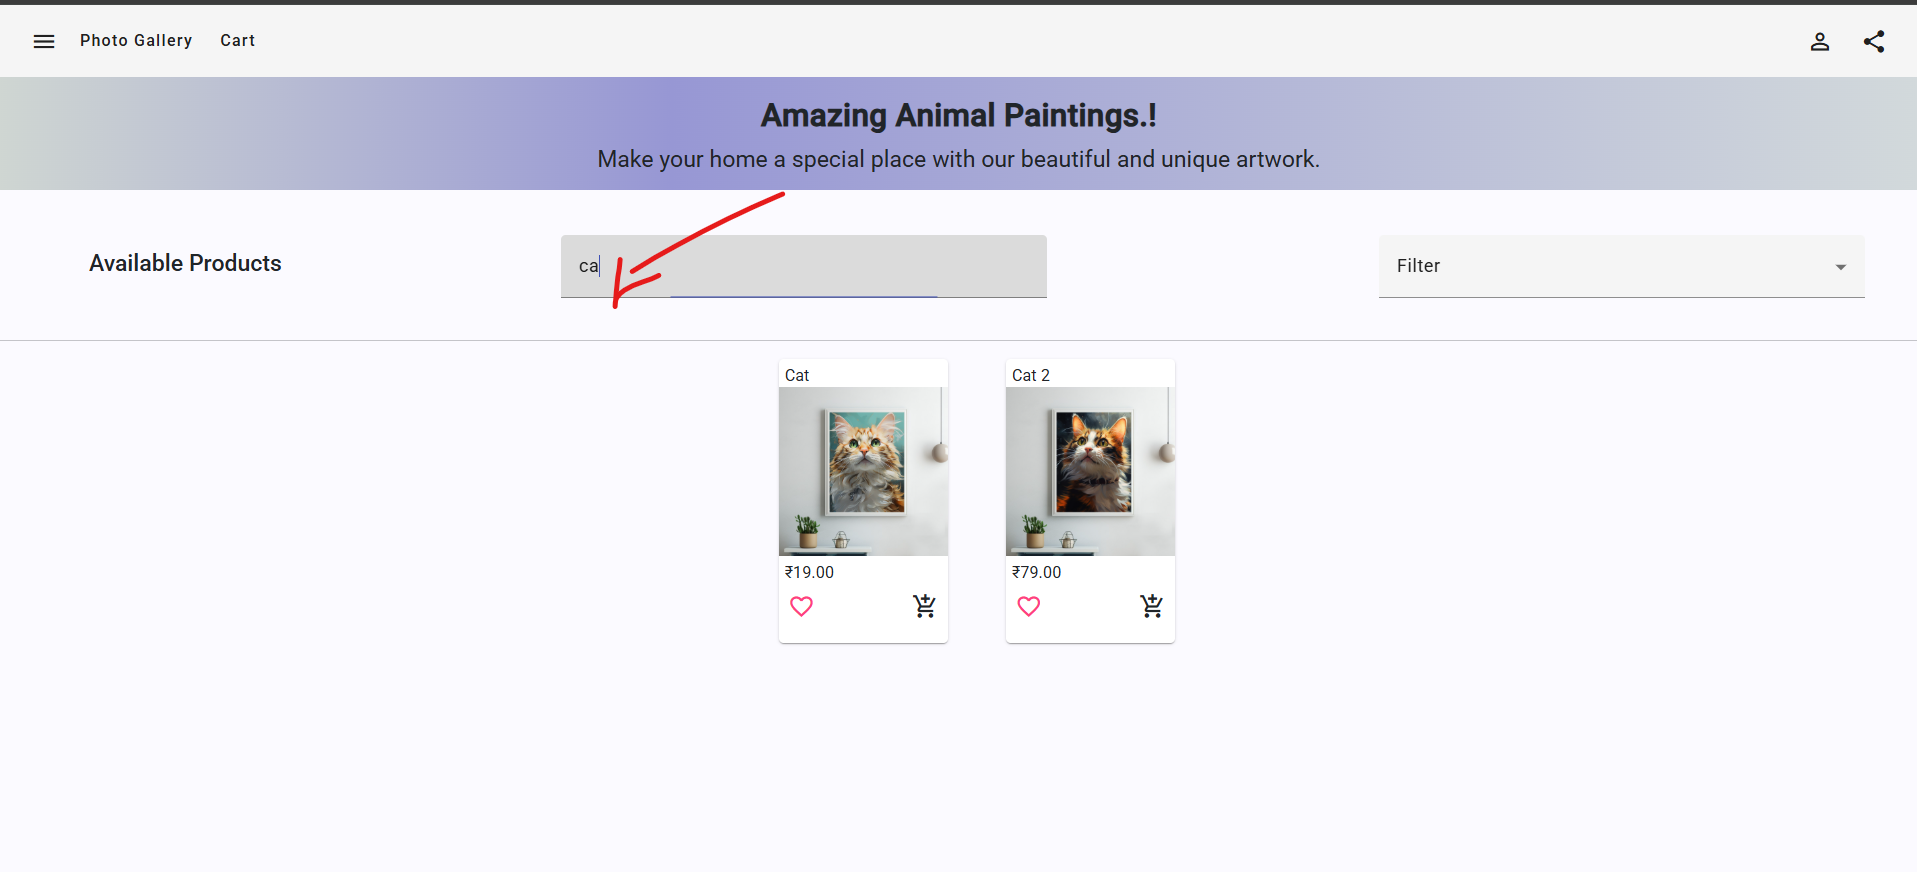 Photo Gallery Cart
Amazing Animal Paintings.!
Make your home a special place with our beautiful and unique artwork.
Available Products
ca
Filter
Cat
Cat 2
₹19.00
₹79.00